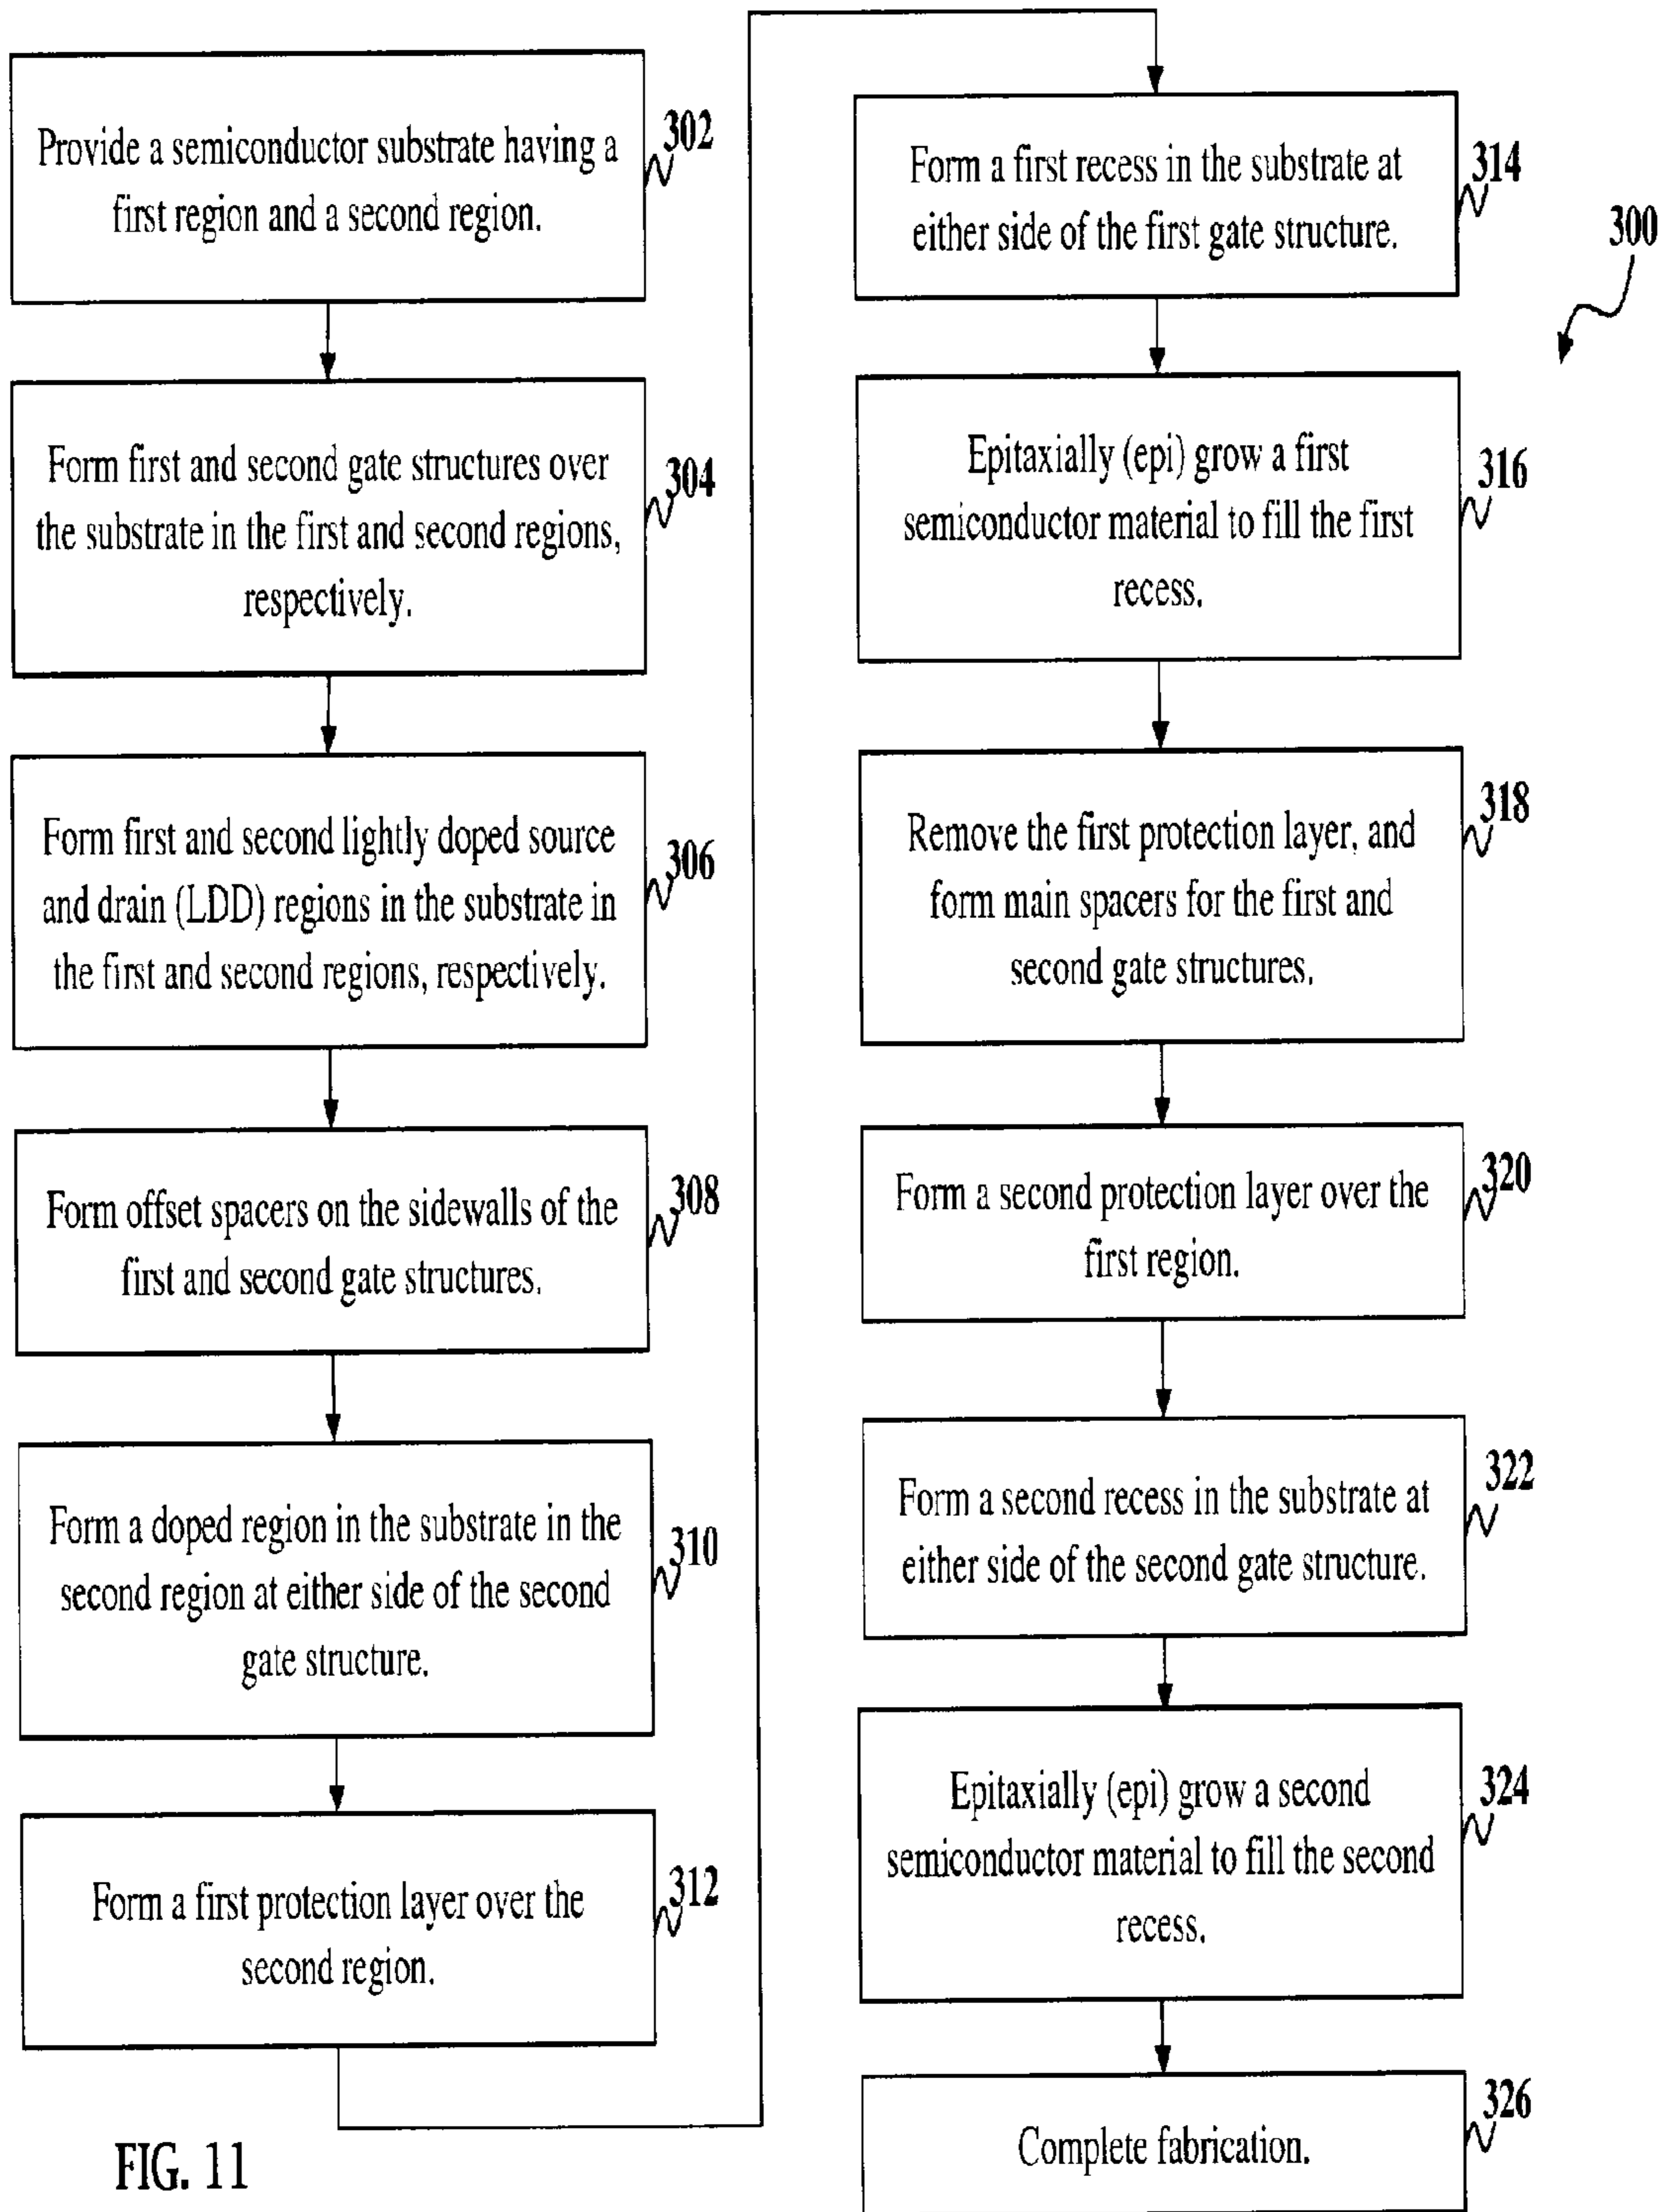 Provide a semiconductor substrate having a
first region and a second region.
302
Form first and second gate structures over
the substrate in the first and second regions,
respectively.
304
Form first and second lightly doped source
and drain (LDD) regions in the substrate in
the first and second regions, respectively.
306
Form offset spacers on the sidewalls of the
first and second gate structures.
308
Form a doped region in the substrate in the
second region at either side of the second
gate structure.
310
Form a first protection layer over the
second region.
312
Form a first recess in the substrate at
either side of the first gate structure.
314
300
Epitaxially (epi) grow a first
semiconductor material to fill the first
recess.
316
Remove the first protection layer, and
form main spacers for the first and
second gate structures.
318
Form a second protection layer over the
first region.
320
Form a second recess in the substrate at
either side of the second gate structure.
322
Epitaxially (epi) grow a second
semiconductor material to fill the second
recess.
324
Complete fabrication.
326
FIG. 11